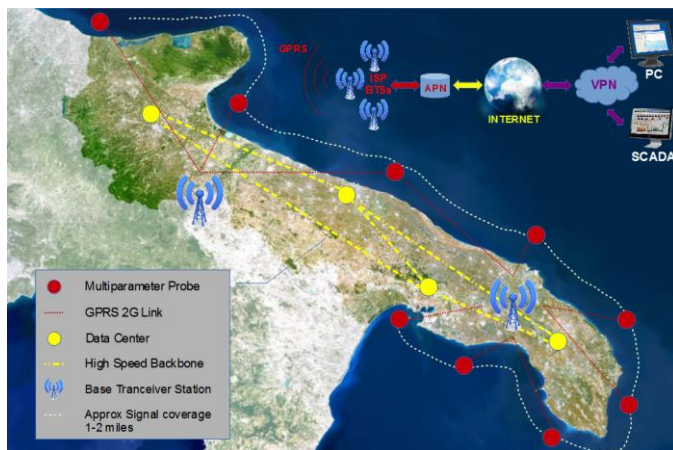 GPRS
ISP
BTSs
APN
INTERNET
VPN
PC
SCADA
Multiparameter Probe
GPRS 2G Link
Data Center
High Speed Backbone
Base Tranceiver Station
Approx Signal coverage
1-2 miles